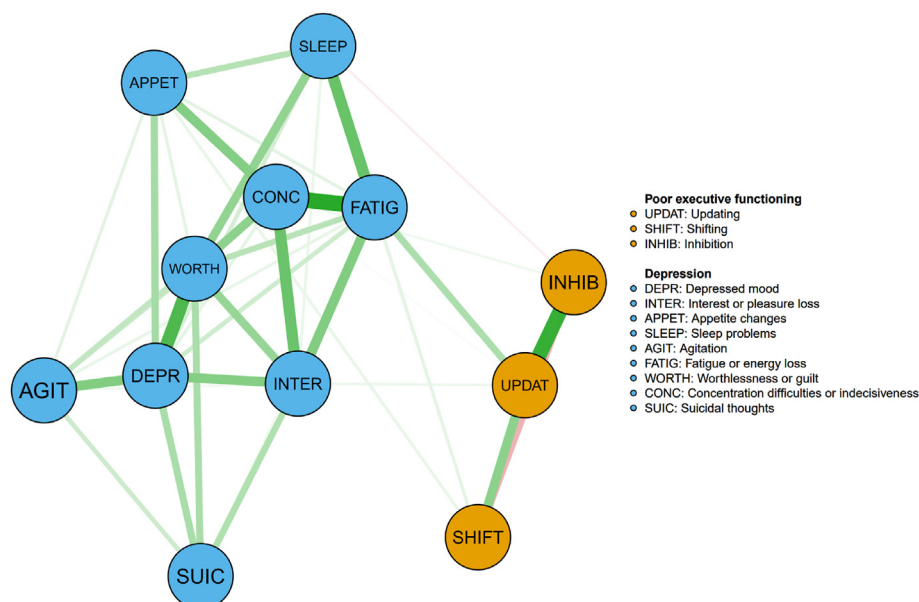 SLEEP
APPET
CONC
FATIG
WORTH
INHIB
AGIT
DEPR
INTER
UPDAT
SHIFT
SUIC
Poor executive functioning
UPDAT: Updating
SHIFT: Shifting
INHIB: Inhibition
Depression
DEPR: Depressed mood
INTER: Interest or pleasure loss
APPET: Appetite changes
SLEEP: Sleep problems
AGIT: Agitation
FATIG: Fatigue or energy loss
WORTH: Worthlessness or guilt
CONC: Concentration difficulties or indecisiveness
SUIC: Suicidal thoughts